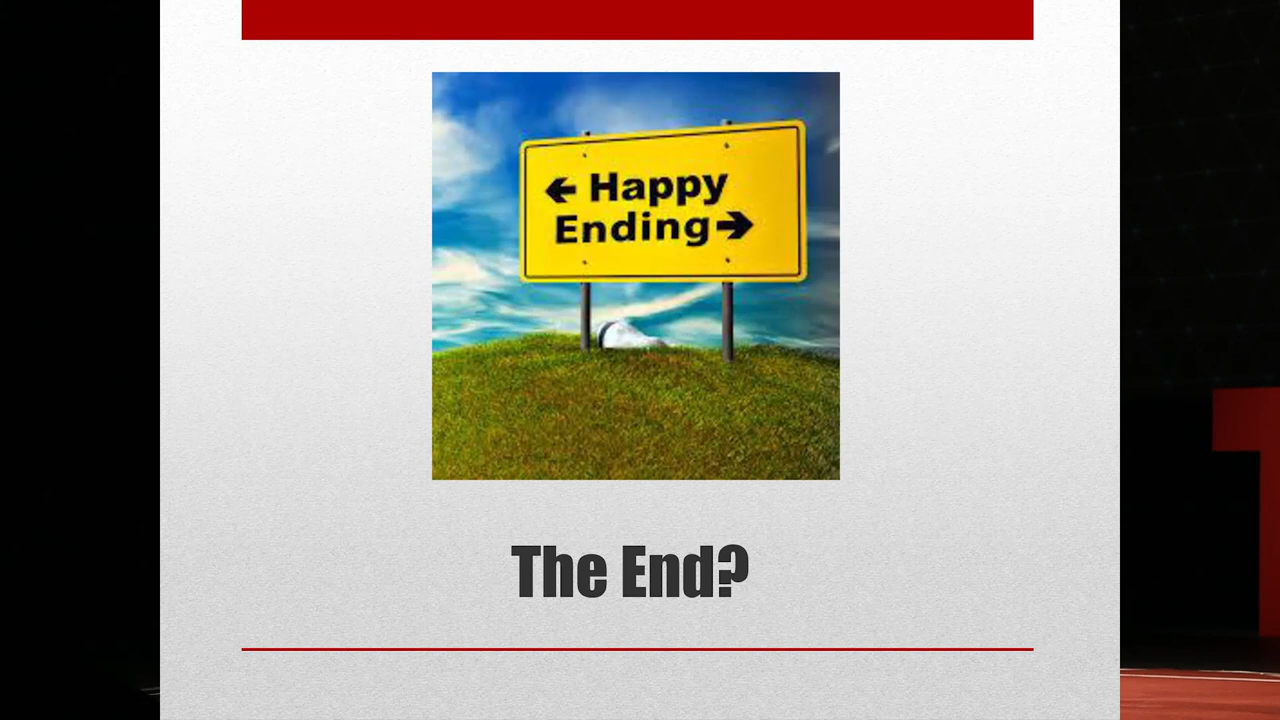 ← Happy
Ending→
The End?